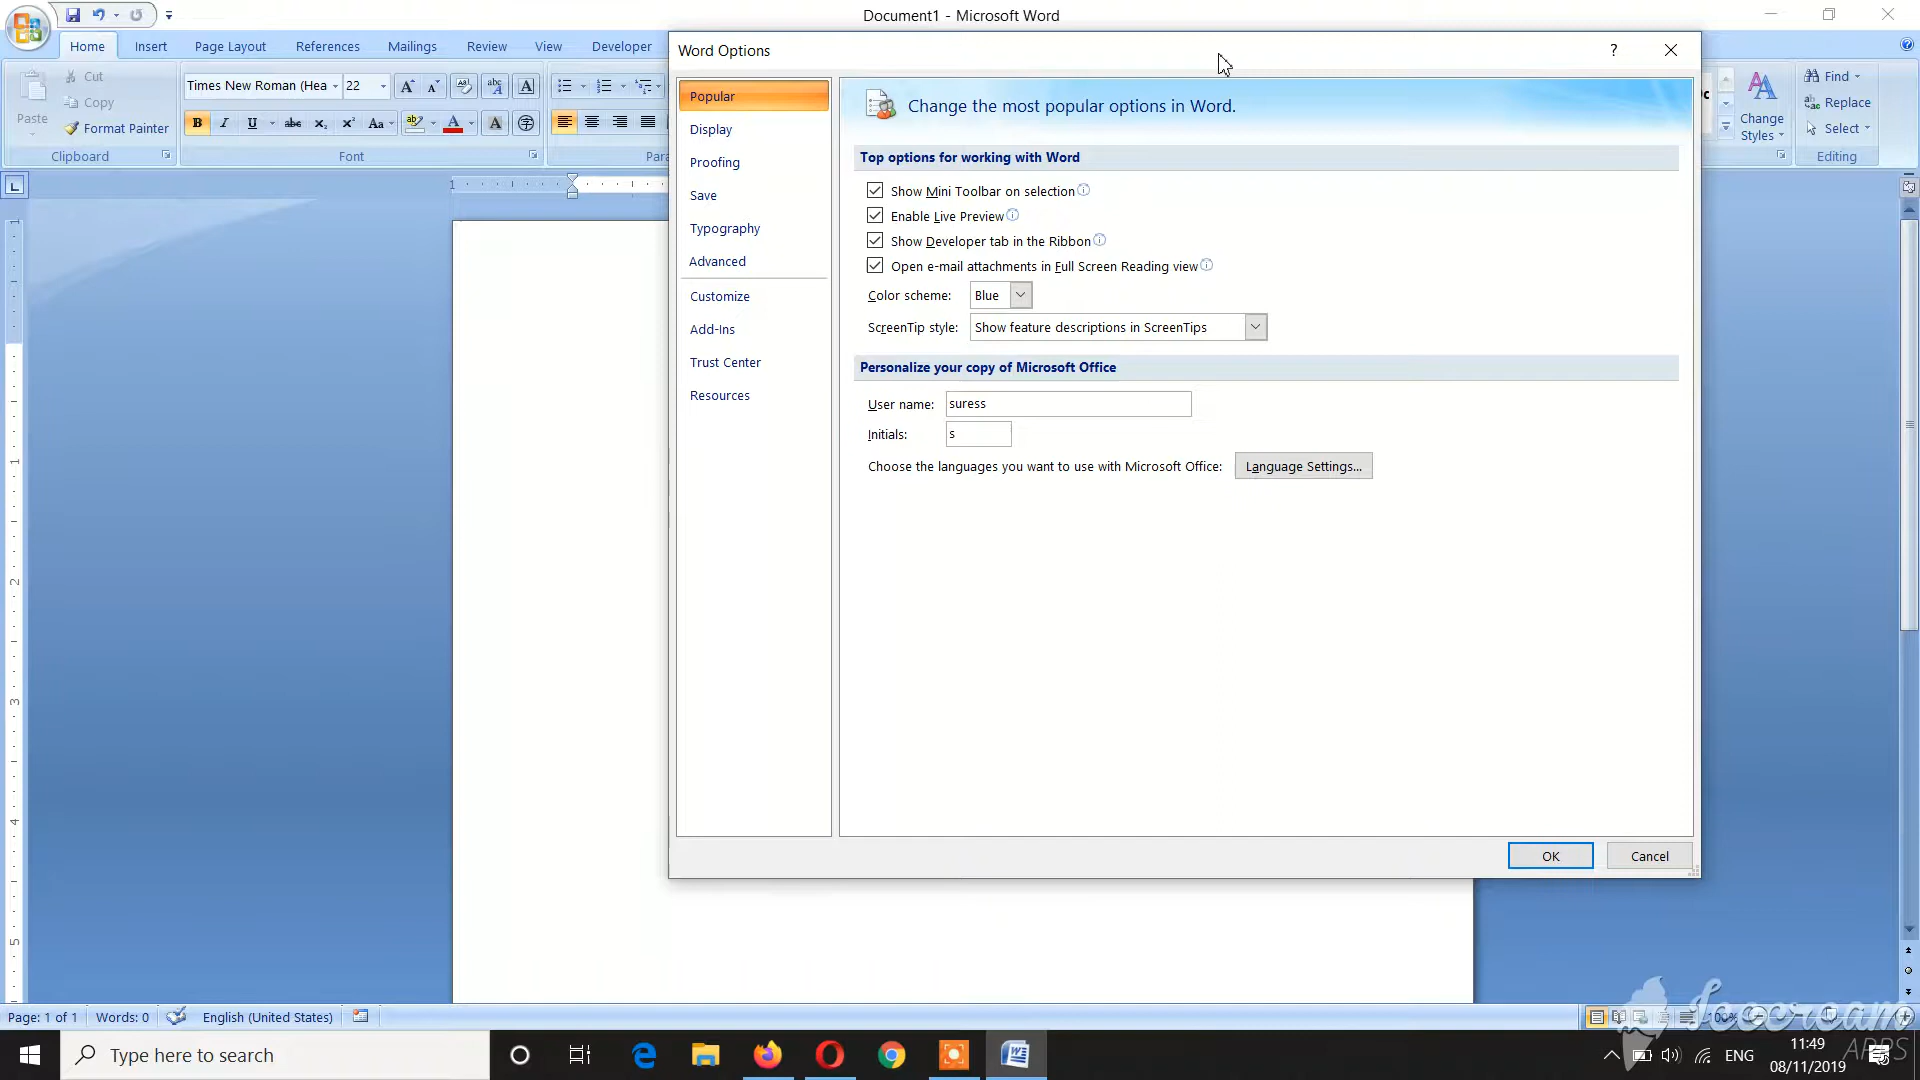 Document1 - Microsoft Word
Home Insert Page Layout References Mailings Review View Developer
Cut
Copy
Paste
Format Painter
Clipboard
Times New Roman (Hea 22
Font
Para
Change
Styles
Find
Replace
Select
Editing
Word Options
Popular
Display
Proofing
Save
Typography
Advanced
Customize
Add-Ins
Trust Center
Resources
Change the most popular options in Word.
Top options for working with Word
Show Mini Toolbar on selection
Enable Live Preview
Show Developer tab in the Ribbon
Open e-mail attachments in Full Screen Reading view
Color scheme: Blue
ScreenTip style: Show feature descriptions in ScreenTips
Personalize your copy of Microsoft Office
User name: suress
Initials: s
Choose the languages you want to use with Microsoft Office: Language Settings...
OK Cancel
Page: 1 of 1 Words: 0 English (United States) 100%
Icecream
APPS
Type here to search
ENG
11:49
08/11/2019